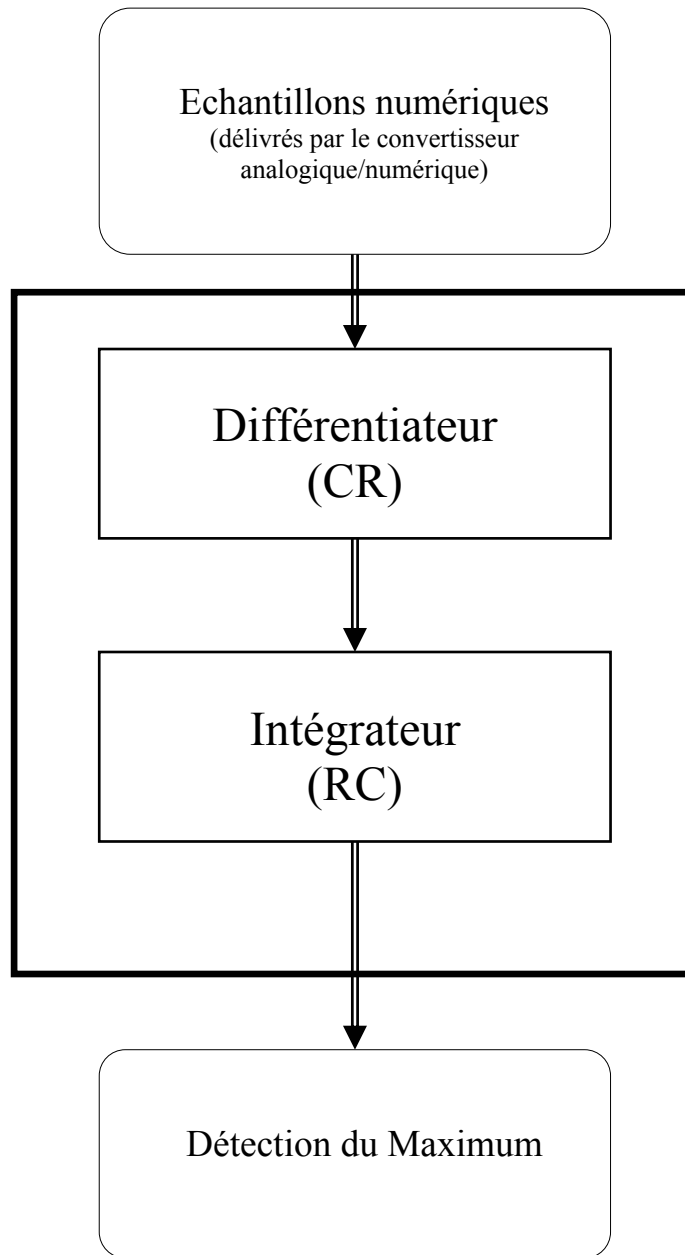 Echantillons numériques
(délivrés par le convertisseur
analogique/numérique)
Différentiateur
(CR)
Intégrateur
(RC)
Détection du Maximum